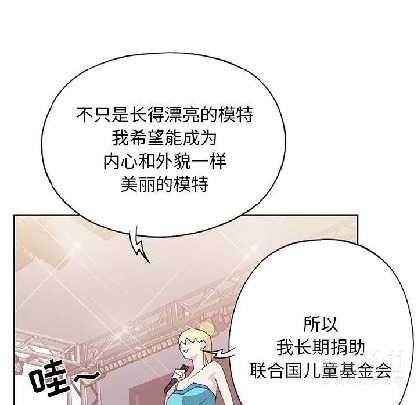 不只是长得漂亮的模特
我希望能成为
内心和外貌一样
美丽的模特
所以
我长期捐助
联合国儿童基金会
哇~